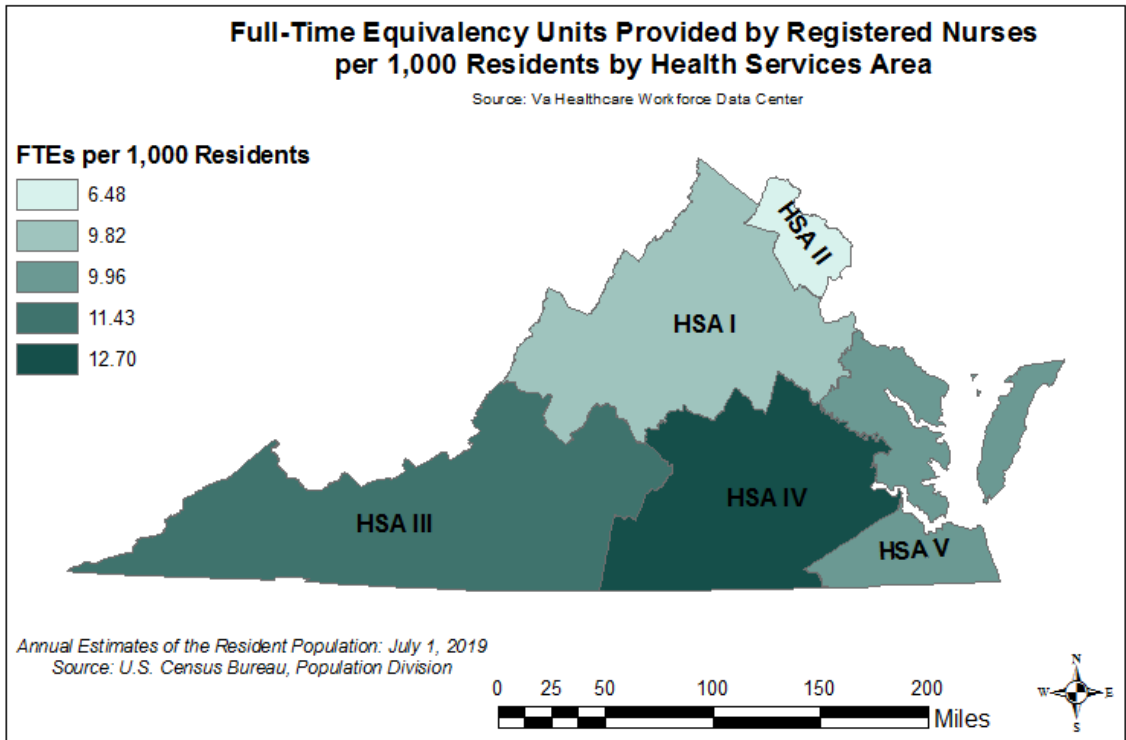 Full-Time Equivalency Units Provided by Registered Nurses
per 1,000 Residents by Health Services Area
Source: Va Healthcare Workforce Data Center
FTEs per 1,000 Residents
6.48
9.82
9.96
11.43
12.70
HSA II
HSA I
HSA IV
HSA III
HSA V
Annual Estimates of the Resident Population: July 1, 2019
Source: U.S. Census Bureau, Population Division
0 25 50 100 150 200
Miles
N
W E
S